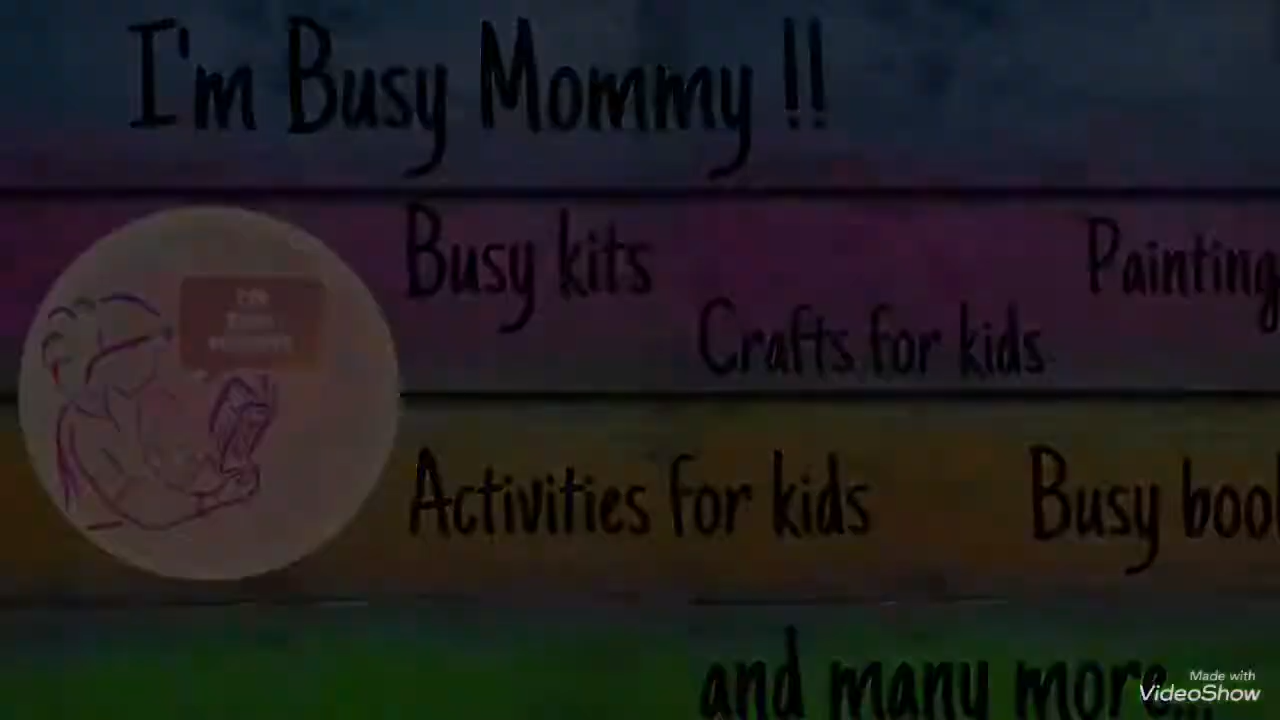 I'm Busy Mommy !!
Busy kits
Painting
Crafts for kids
Activities for kids
Busy boo
and many more...
Made with
VideoShow